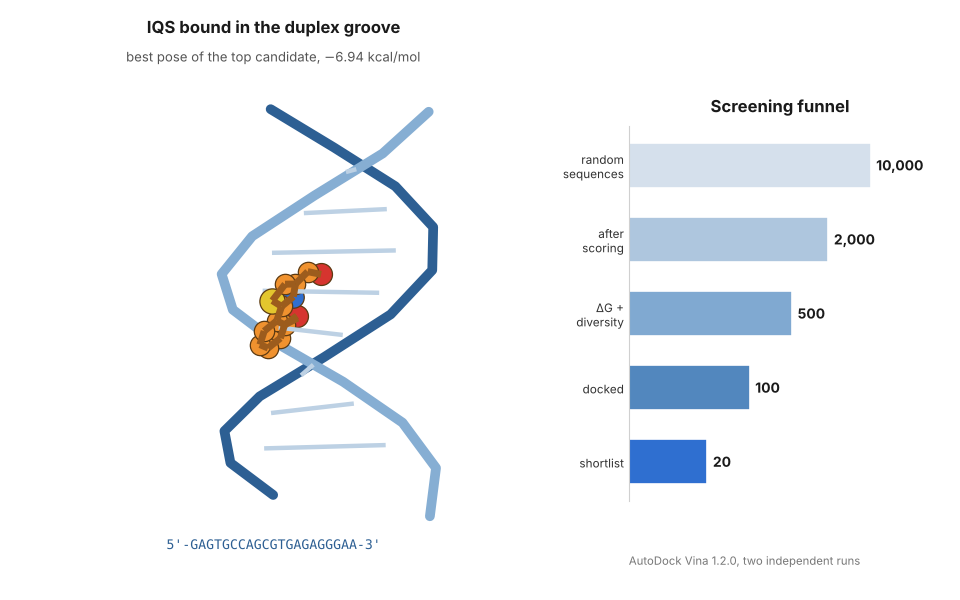 IQS bound in the duplex groove
best pose of the top candidate, −6.94 kcal/mol
5'-GAGTGCCAGCGTGAGAGGGAA-3'
Screening funnel
random
sequences
10,000
after
scoring
2,000
ΔG +
diversity
500
docked
100
shortlist
20
AutoDock Vina 1.2.0, two independent runs